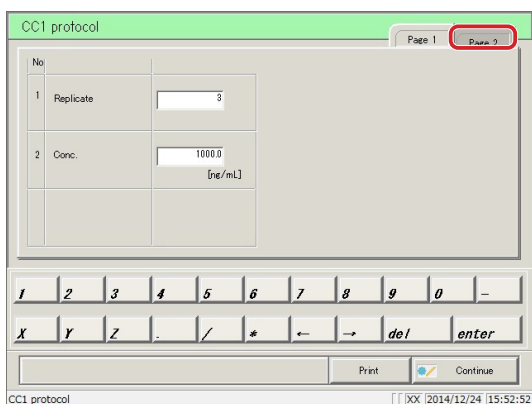 CC1 protocol
Page 1 Page 2
No
1 Replicate 3
2 Conc. 1000.0
[ng/mL]
1 2 3 4 5 6 7 8 9 0 -
X Y Z . / * ← → del enter
Print Continue
CC1 protocol [ [ XX 2014/12/24 15:52:52